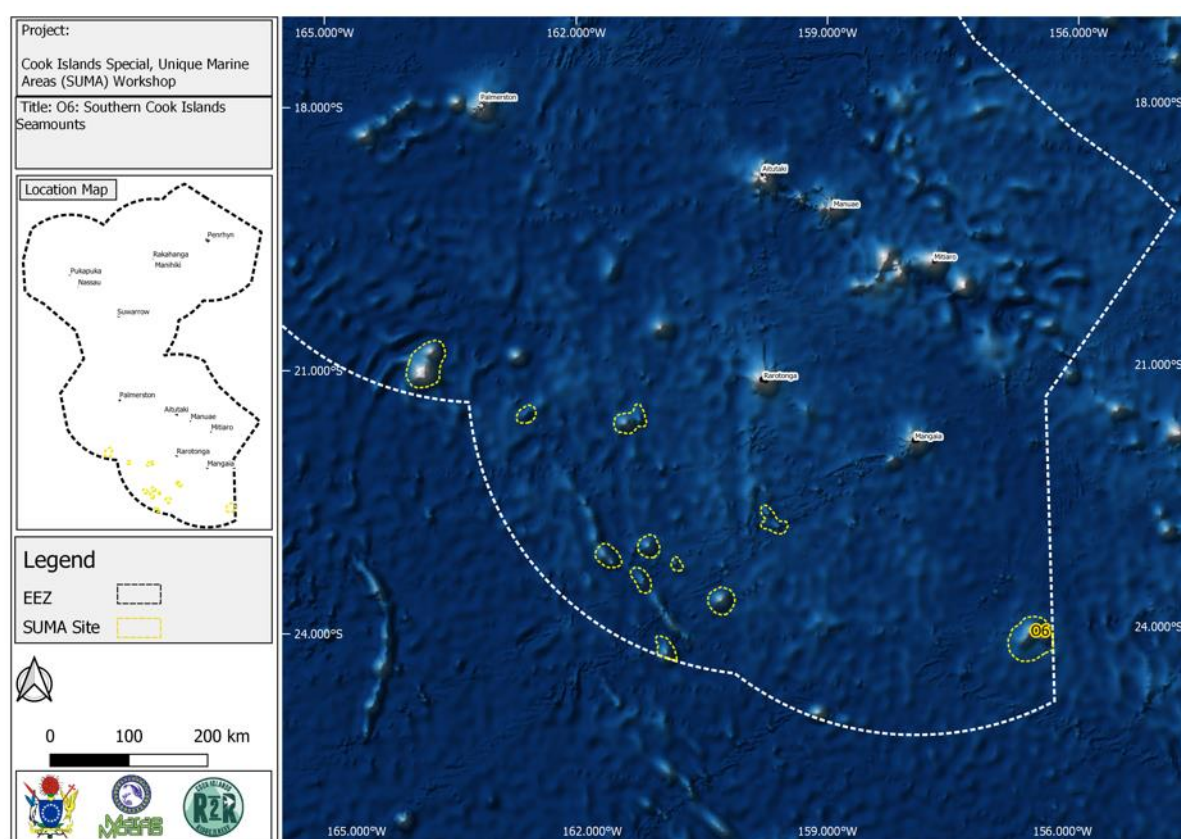 Project:
Cook Islands Special, Unique Marine
Areas (SUMA) Workshop
Title: O6: Southern Cook Islands
Seamounts
Location Map
Penrhyn
Rakahanga
Manihiki
Pukapuka
Nassau
Suwarrow
Palmerston
Aitutaki
Manuae
Mitiaro
Rarotonga
Mangaia
Legend
EEZ
SUMA Site
0 100 200 km
COOK ISLANDS
R2R
165.000°W 162.000°W 159.000°W 156.000°W
18.000°S 18.000°S
Palmerston
Aitutaki
Manuae
Mitiaro
21.000°S 21.000°S
Rarotonga
Mangaia
24.000°S 24.000°S
O6
165.000°W 162.000°W 159.000°W 156.000°W